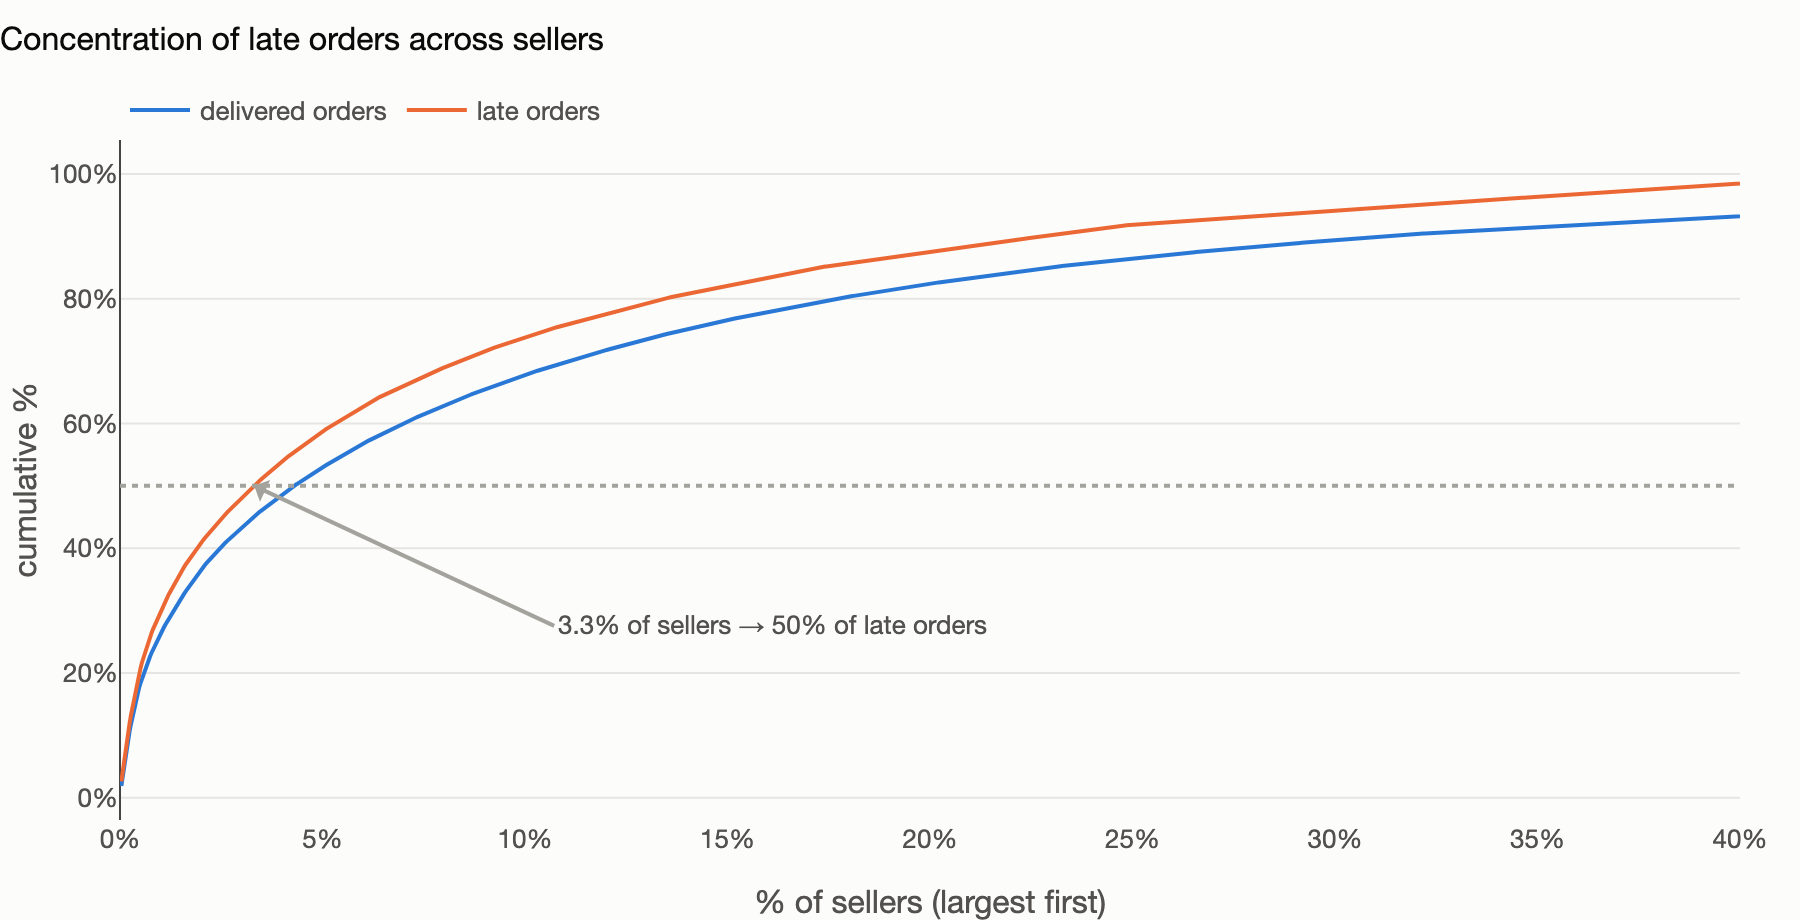 Concentration of late orders across sellers
delivered orders
late orders
100%
80%
60%
40%
20%
0%
cumulative %
3.3% of sellers → 50% of late orders
0%
5%
10%
15%
20%
25%
30%
35%
40%
% of sellers (largest first)